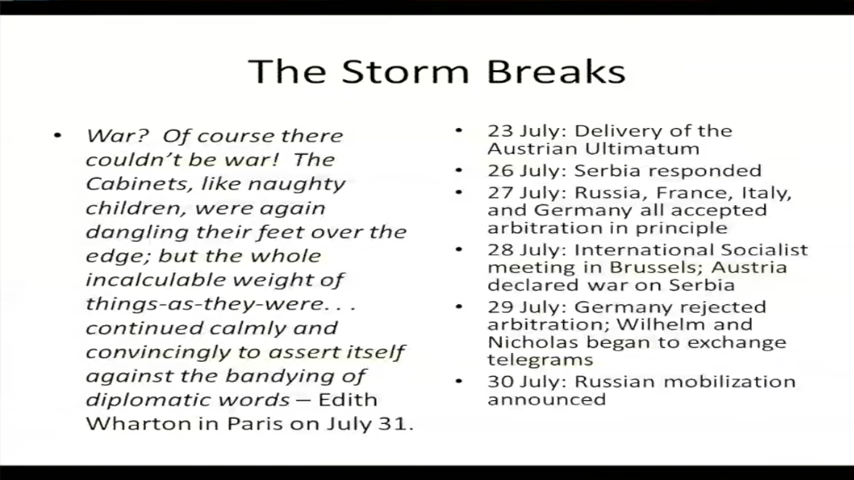 The Storm Breaks
• War? Of course there
couldn't be war! The
Cabinets, like naughty
children, were again
dangling their feet over the
edge; but the whole
incalculable weight of
things-as-they-were. . .
continued calmly and
convincingly to assert itself
against the bandying of
diplomatic words – Edith
Wharton in Paris on July 31.
• 23 July: Delivery of the
Austrian Ultimatum
• 26 July: Serbia responded
• 27 July: Russia, France, Italy,
and Germany all accepted
arbitration in principle
• 28 July: International Socialist
meeting in Brussels; Austria
declared war on Serbia
• 29 July: Germany rejected
arbitration; Wilhelm and
Nicholas began to exchange
telegrams
• 30 July: Russian mobilization
announced